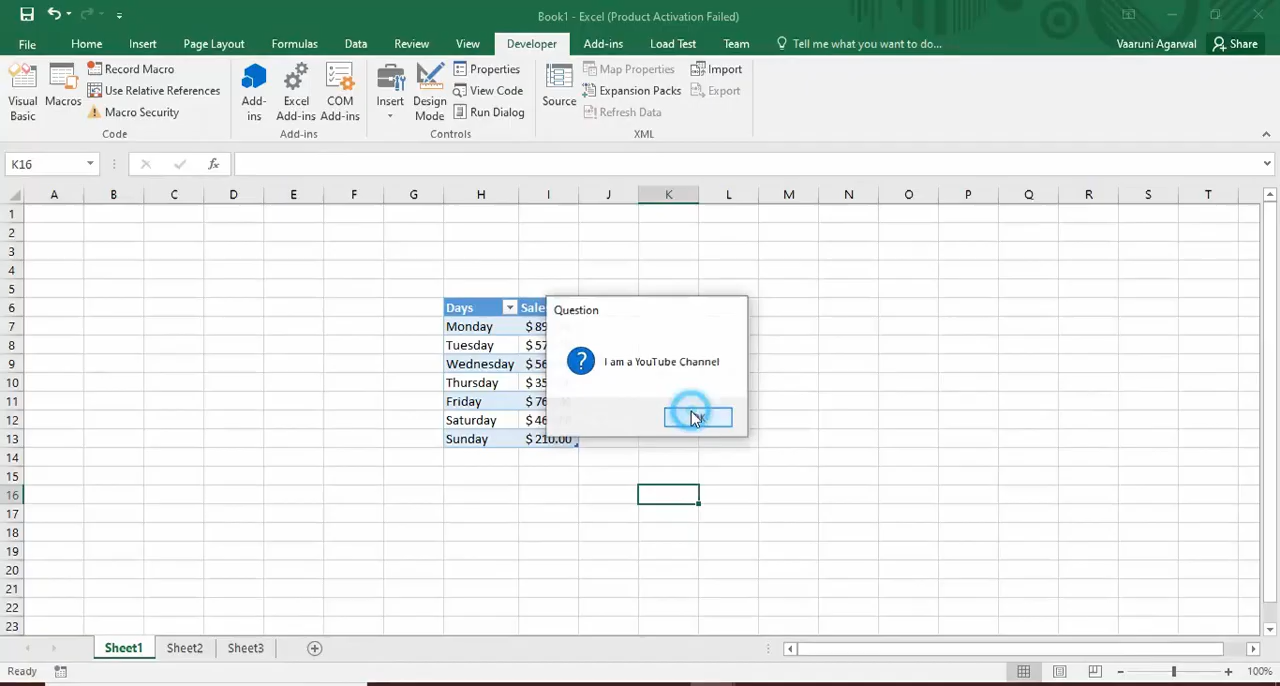 Book1 - Excel (Product Activation Failed)
File Home Insert Page Layout Formulas Data Review View Developer Add-ins Load Test Team Tell me what you want to do... Vaaruni Agarwal Share
Visual Basic
Macros
Record Macro
Use Relative References
Macro Security
Code
Add-ins
Excel Add-ins
COM Add-ins
Add-ins
Insert
Design Mode
Properties
View Code
Run Dialog
Controls
Source
Map Properties
Expansion Packs
Refresh Data
Import
Export
XML
K16
fx
A B C D E F G H I J K L M N O P Q R S T
1
2
3
4
5
6 Days
7 Monday $
8 Tuesday $
9 Wednesday $
10 Thursday $
11 Friday $
12 Saturday $
13 Sunday $ 210.00
14
15
16
17
18
19
20
21
22
23
Question
? I am a YouTube Channel
Sheet1 Sheet2 Sheet3
Ready
100%